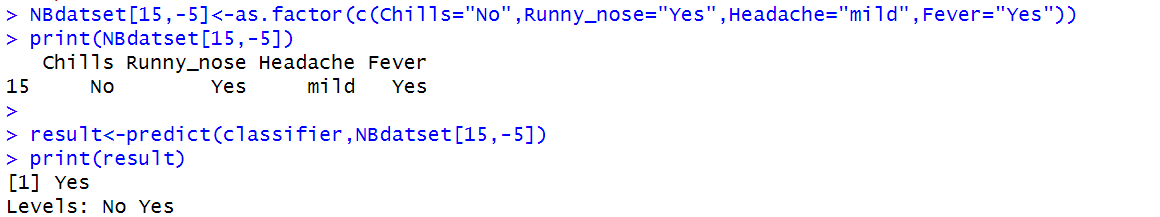 > NBdatset[15,-5]<-as.factor(c(Chills="No",Runny_nose="Yes",Headache="mild",Fever="Yes"))
> print(NBdatset[15,-5])
   Chills Runny_nose Headache Fever
15     No        Yes     mild   Yes
>
> result<-predict(classifier,NBdatset[15,-5])
> print(result)
[1] Yes
Levels: No Yes